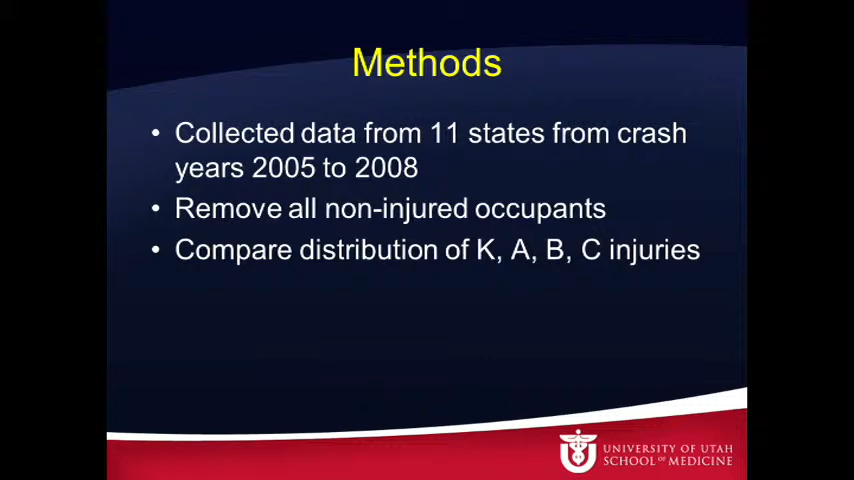 Methods
• Collected data from 11 states from crash
years 2005 to 2008
• Remove all non-injured occupants
• Compare distribution of K, A, B, C injuries
UNIVERSITY OF UTAH
SCHOOL OF MEDICINE